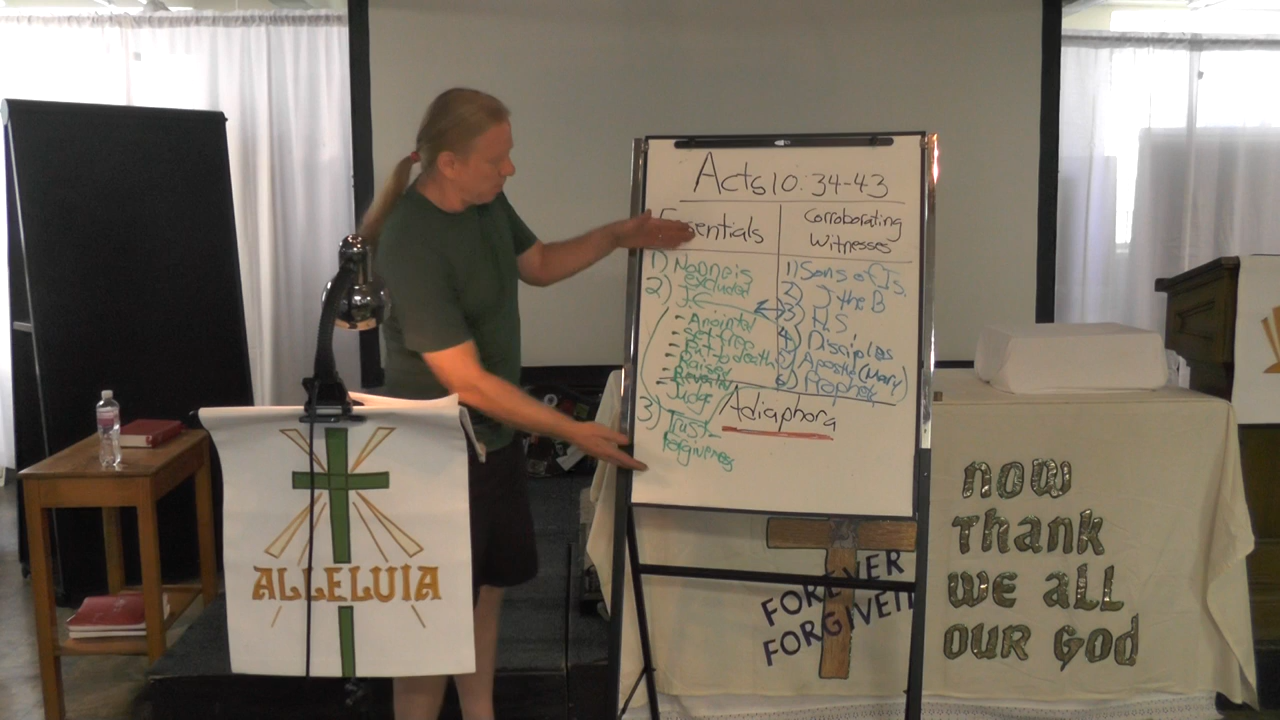 Acts 10:34-43
Essentials
Corroborating
Witnesses
1) No one is
excluded
2) J.C.
" Anointed
" set free
" Put to death
" Raised
Judge
3) Trust-
forgiveness
1) Sons of Is.
2) J the B
3) H.S
4) Disciples
5) Apostle (Mary)
6) Prophets
Adiaphora
ALLELUIA
FOREVER
FORGIVEN
now
Thank
we all
our God